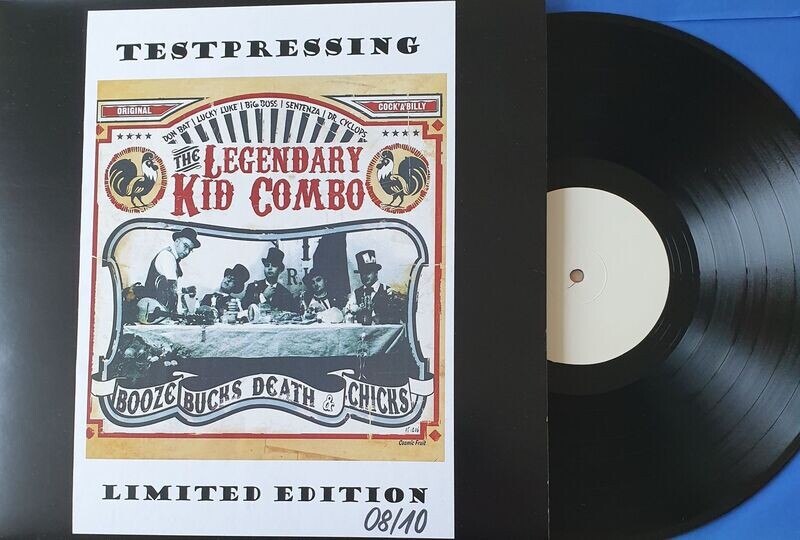 TESTPRESSING
ORIGINAL
COCK'A'BILLY
DON BAT | LUCKY LUKE | BIG BOSS | SENTENZA | DR. CYCLOPS
THE LEGENDARY
KID COMBO
BOOZE BUCKS DEATH & CHICKS
Cosmic Fruit
LIMITED EDITION
08/10